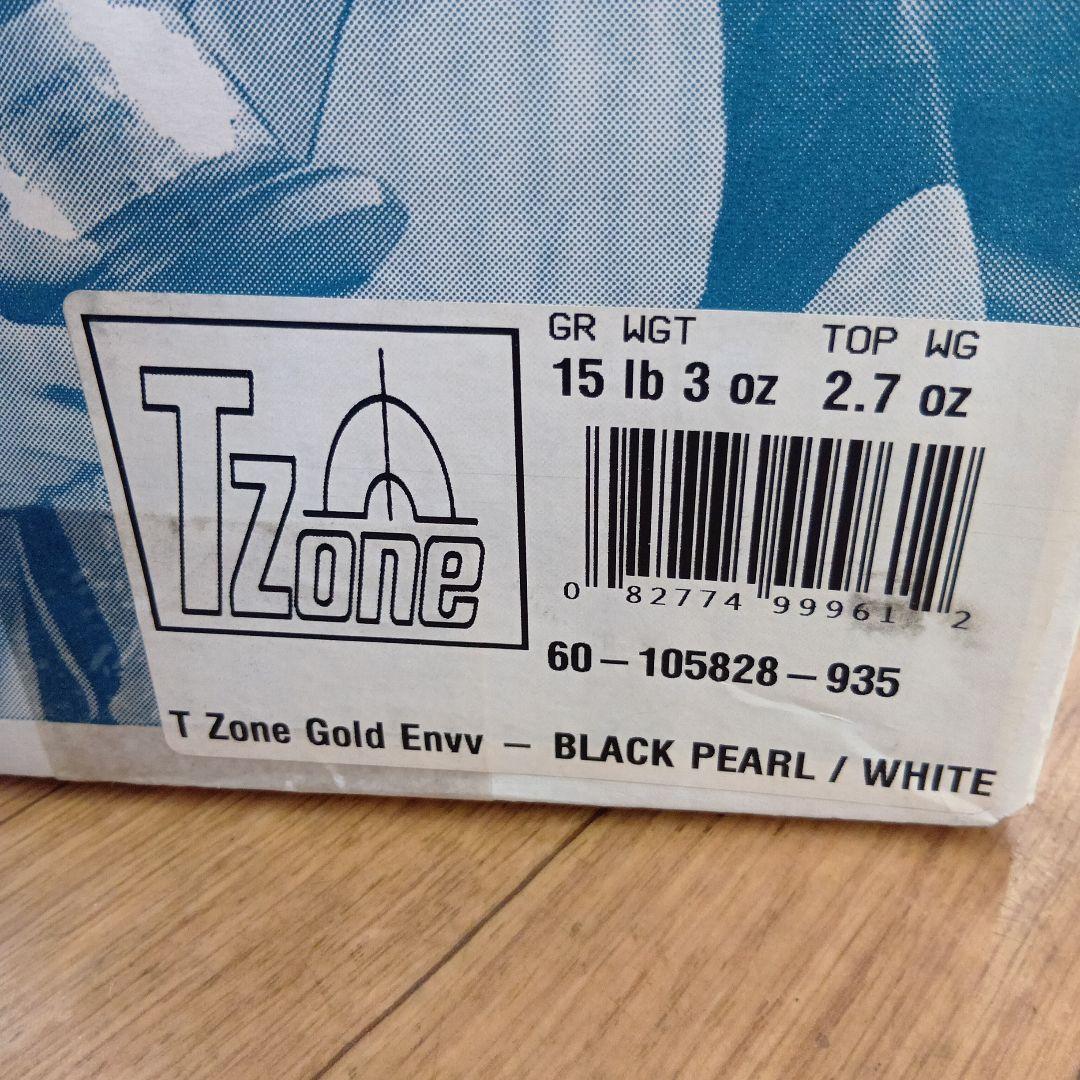 T Zone
GR WGT TOP WG
15 lb 3 oz 2.7 oz
0 82774 99961 2
60-105828-935
T Zone Gold Envv - BLACK PEARL / WHITE